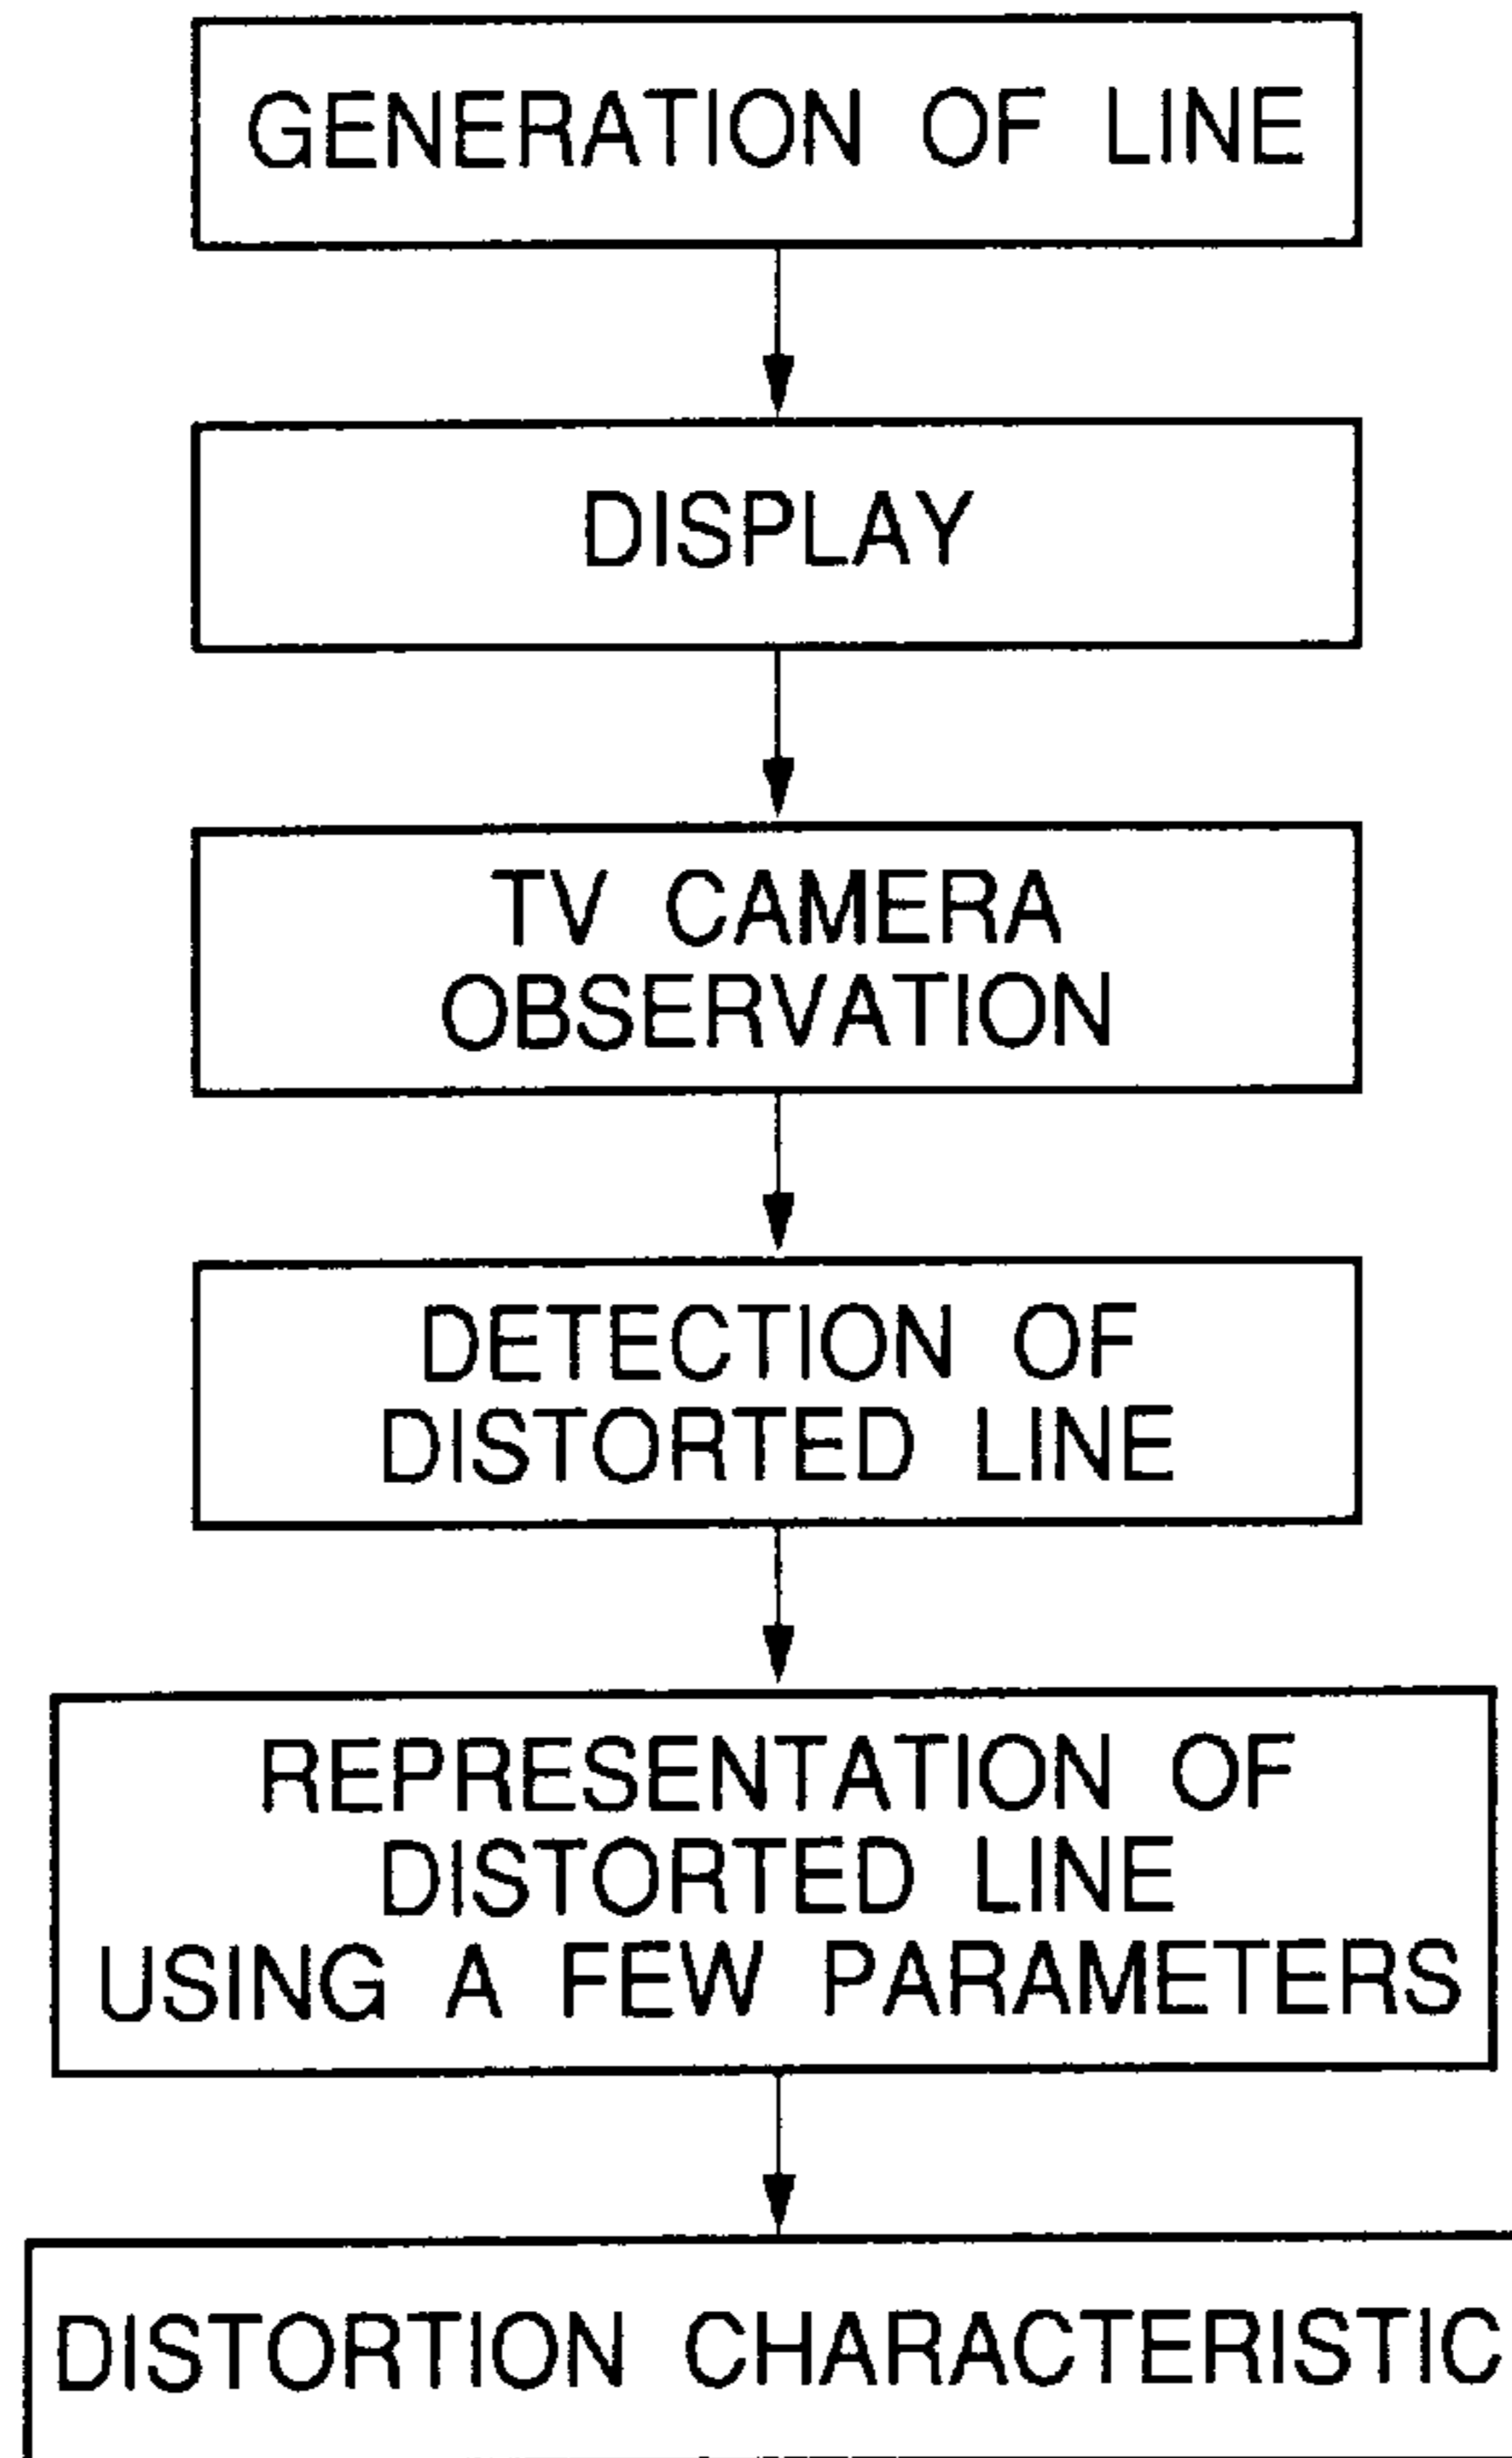 GENERATION OF LINE
DISPLAY
TV CAMERA
OBSERVATION
DETECTION OF
DISTORTED LINE
REPRESENTATION OF
DISTORTED LINE
USING A FEW PARAMETERS
DISTORTION CHARACTERISTIC